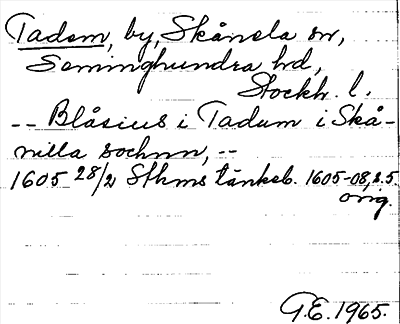 Tadem, by, Skånela sn,
Seminghundra hd,
Stockh. l.
-- Blåsius i Tadum i Skå-
nilla sochnn, --
1605 28/2 Sthms tänkeb. 1605-08, s. 5.
orig.
G.E. 1965.